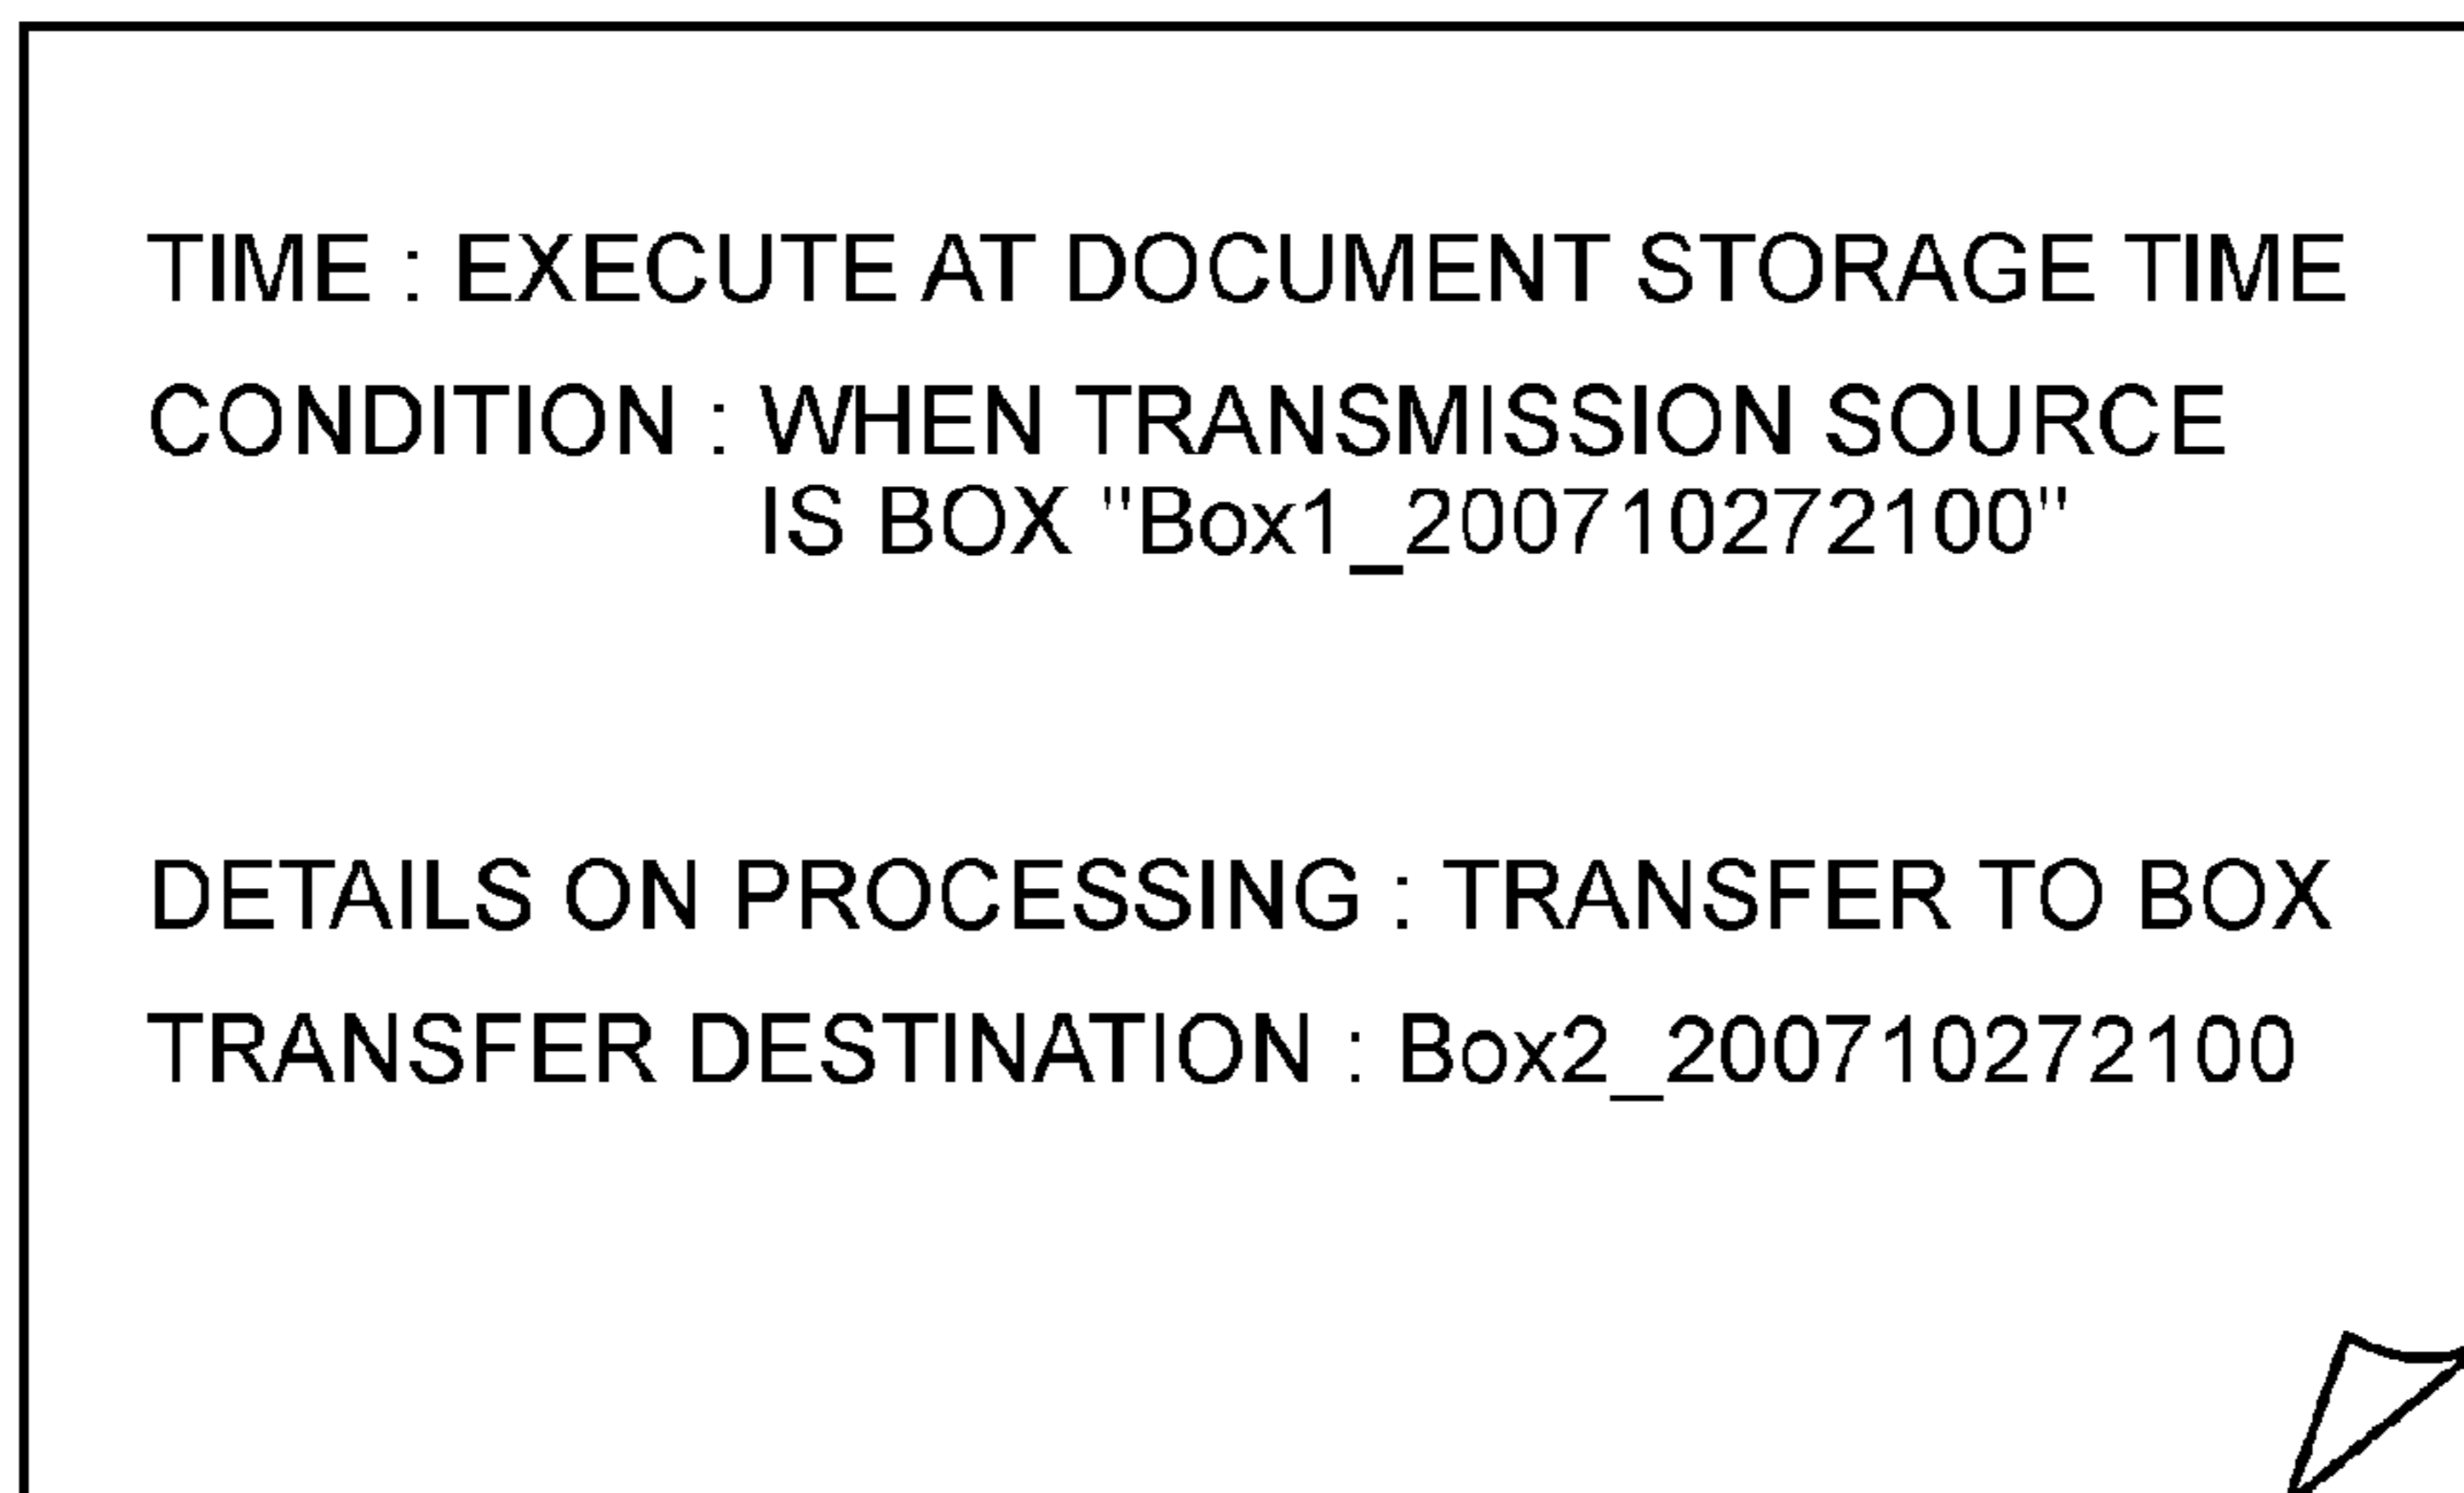 TIME : EXECUTE AT DOCUMENT STORAGE TIME
CONDITION : WHEN TRANSMISSION SOURCE
IS BOX "Box1_200710272100"
DETAILS ON PROCESSING : TRANSFER TO BOX
TRANSFER DESTINATION : Box2_200710272100